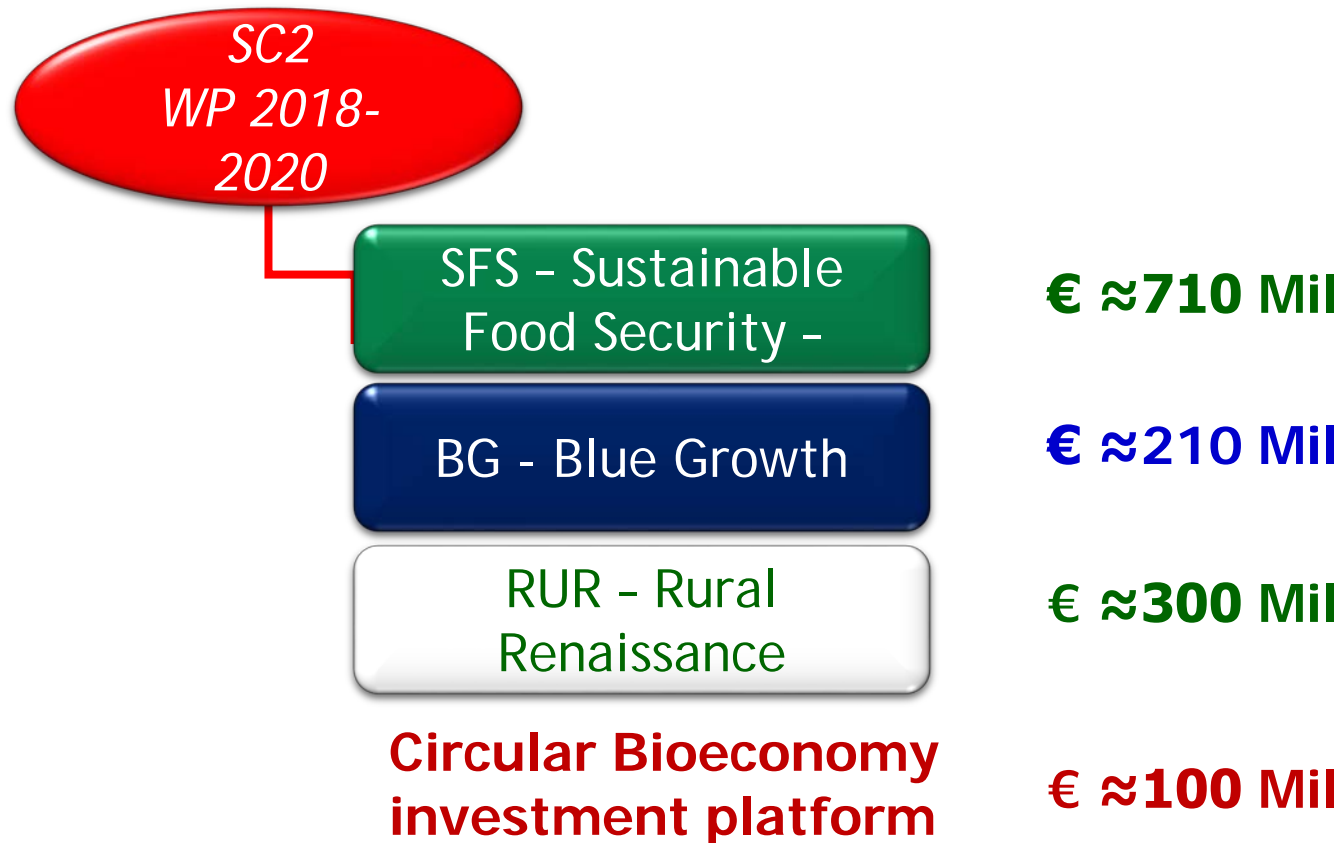 SC2
WP 2018-
2020
SFS – Sustainable
Food Security –
€ ≈710 Mil
BG - Blue Growth
€ ≈210 Mil
RUR – Rural
Renaissance
€ ≈300 Mil
Circular Bioeconomy
investment platform
€ ≈100 Mil